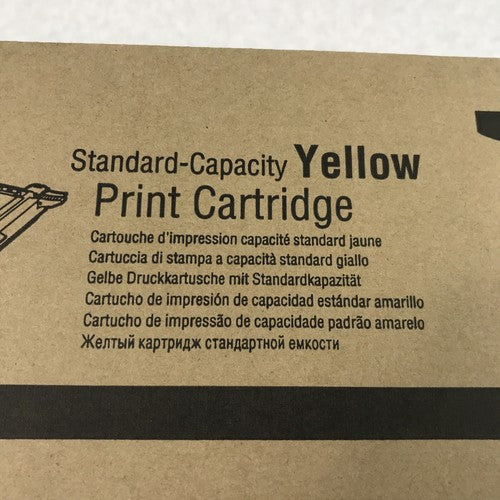 Standard-Capacity Yellow
Print Cartridge
Cartouche d'impression capacité standard jaune
Cartuccia di stampa a capacità standard giallo
Gelbe Druckkartusche mit Standardkapazität
Cartucho de impresión de capacidad estándar amarillo
Cartucho de impressão de capacidade padrão amarelo
Желтый картридж стандартной емкости